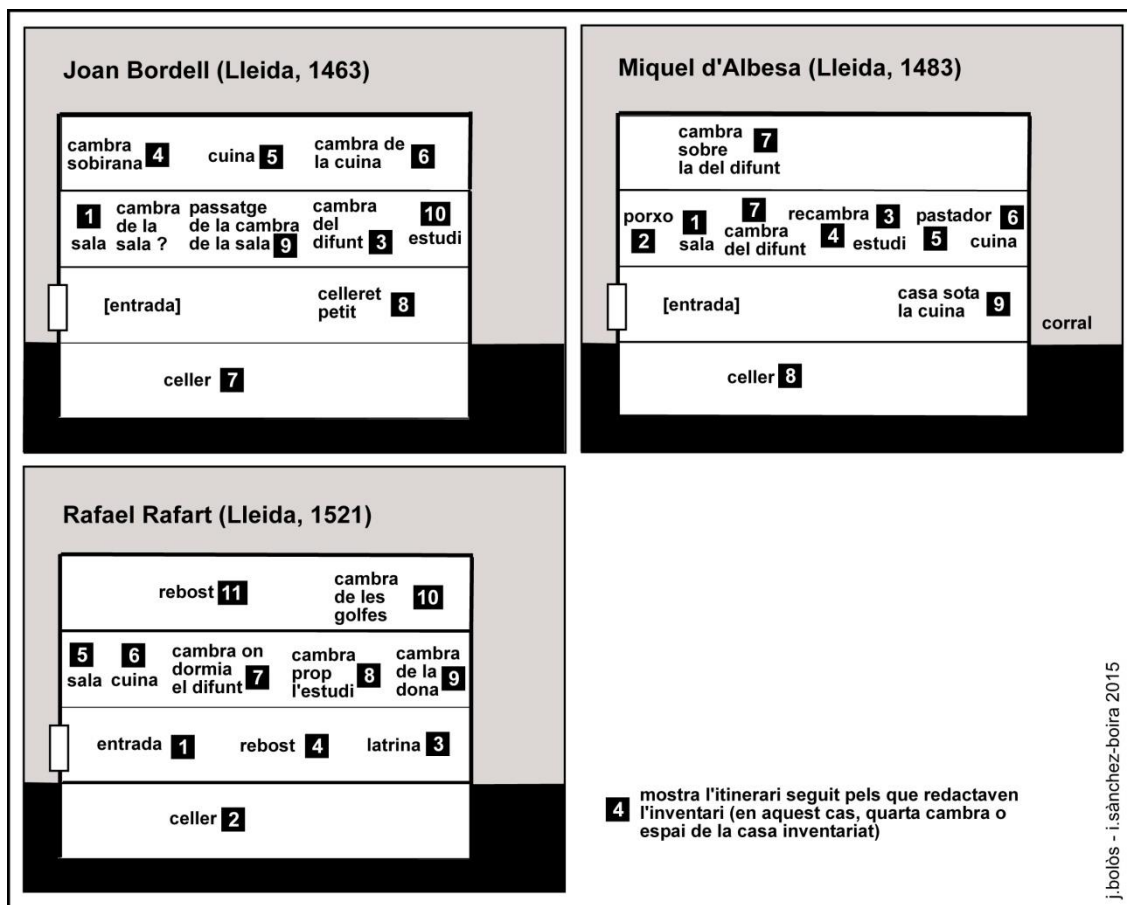 Joan Bordell (Lleida, 1463)
cambra
sobirana 4
cuina 5
cambra de
la cuina 6
1
sala
cambra
de la
sala ?
passatge
de la cambra
de la sala 9
cambra
del
difunt 3
10
estudi
[entrada]
celleret
petit 8
celler 7
Miquel d'Albesa (Lleida, 1483)
cambra
sobre 7
la del difunt
porxo
2
1
sala
7
cambra
del difunt
recambra
4
3
estudi
pastador
5
6
cuina
[entrada]
casa sota
la cuina 9
corral
celler 8
Rafael Rafart (Lleida, 1521)
rebost 11
cambra
de les 10
golfes
5
sala
6
cuina
cambra on
dormia
el difunt 7
cambra
prop 8
l'estudi
cambra
de la 9
dona
entrada 1
rebost 4
latrina 3
celler 2
4 mostra l'itinerari seguit pels que redactaven
l'inventari (en aquest cas, quarta cambra o
espai de la casa inventariat)
j.bolòs - i.sànchez-boira 2015